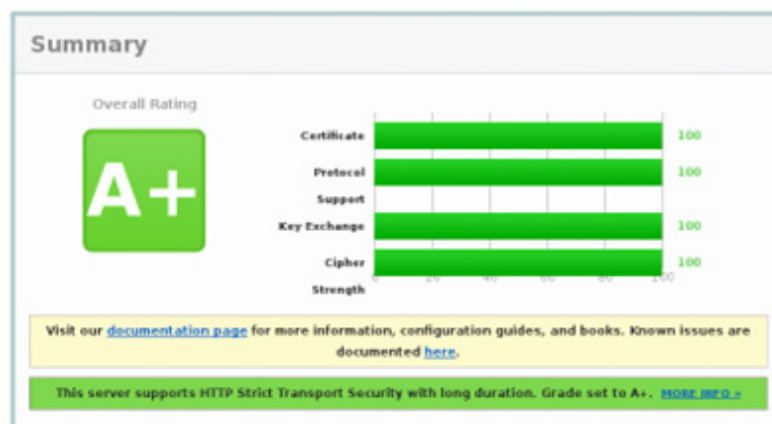 Summary
Overall Rating
A+
Certificate 100
Protocol Support 100
Key Exchange 100
Cipher Strength 100
0 20 40 60 80 100
Visit our documentation page for more information, configuration guides, and books. Known issues are
documented here.
This server supports HTTP Strict Transport Security with long duration. Grade set to A+. MORE INFO »